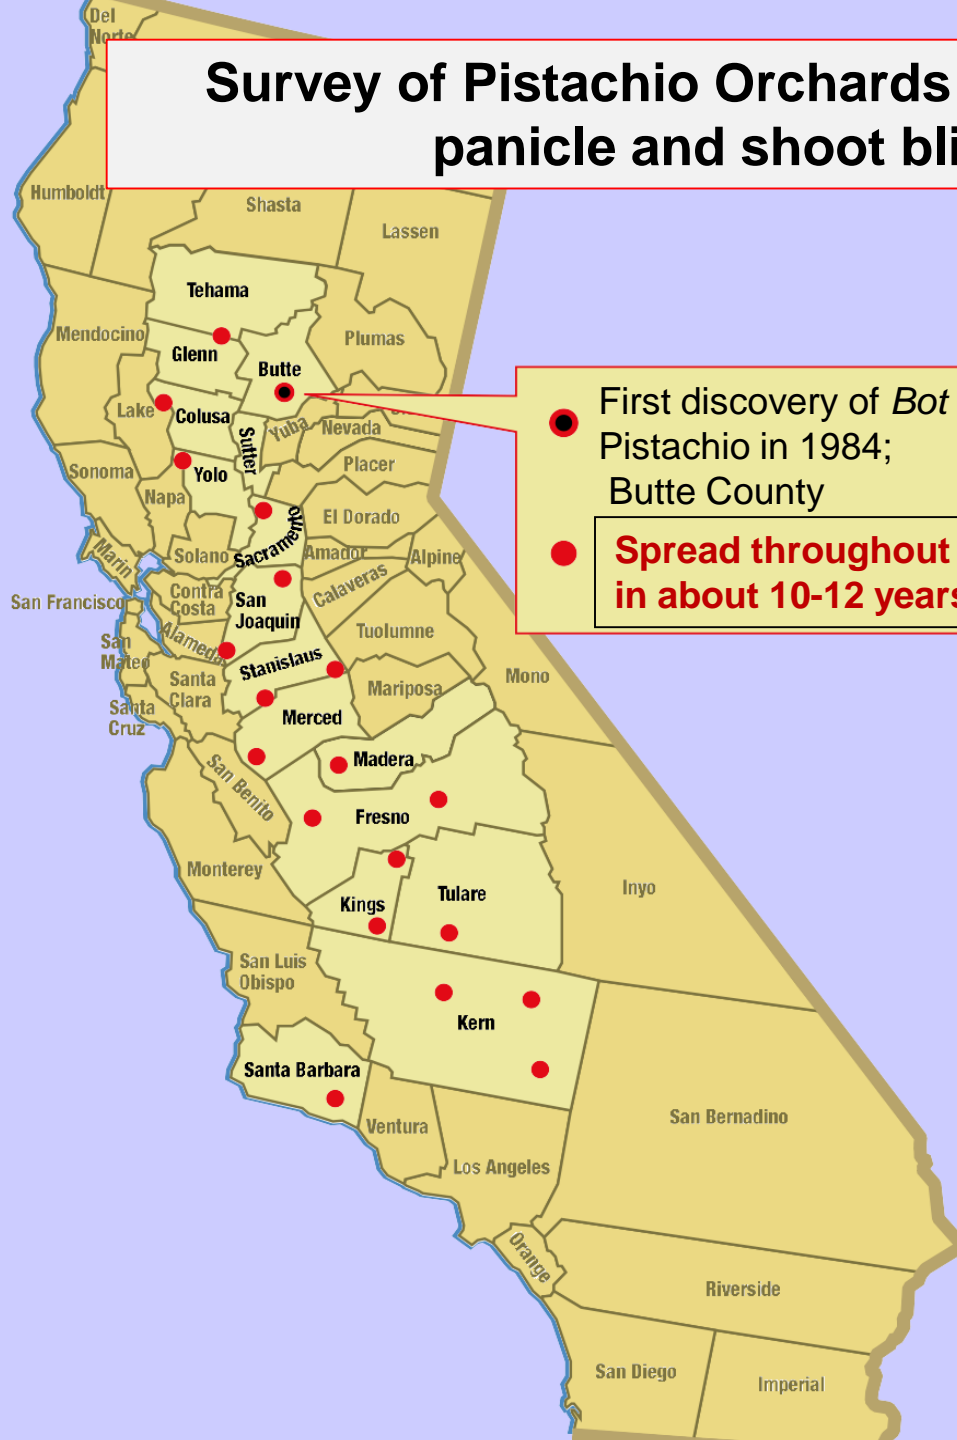 Del
Norte
Survey of Pistachio Orchards
panicle and shoot bli
Humboldt
Shasta
Lassen
Tehama
Mendocino
Plumas
Glenn
Butte
First discovery of Bot
Pistachio in 1984;
Butte County
Lake
Colusa
Sutter
Yuba
Nevada
Sonoma
Yolo
Placer
Napa
Sacramento
El Dorado
Spread throughout
in about 10-12 years
Marin
Solano
Amador
Alpine
San Francisco
Contra
Costa
San
Joaquin
Calaveras
San
Mateo
Alameda
Stanislaus
Tuolumne
Santa
Clara
Mariposa
Mono
Santa
Cruz
Merced
San Benito
Madera
Fresno
Monterey
Kings
Tulare
Inyo
San Luis
Obispo
Kern
Santa Barbara
Ventura
San Bernadino
Los Angeles
Orange
Riverside
San Diego
Imperial